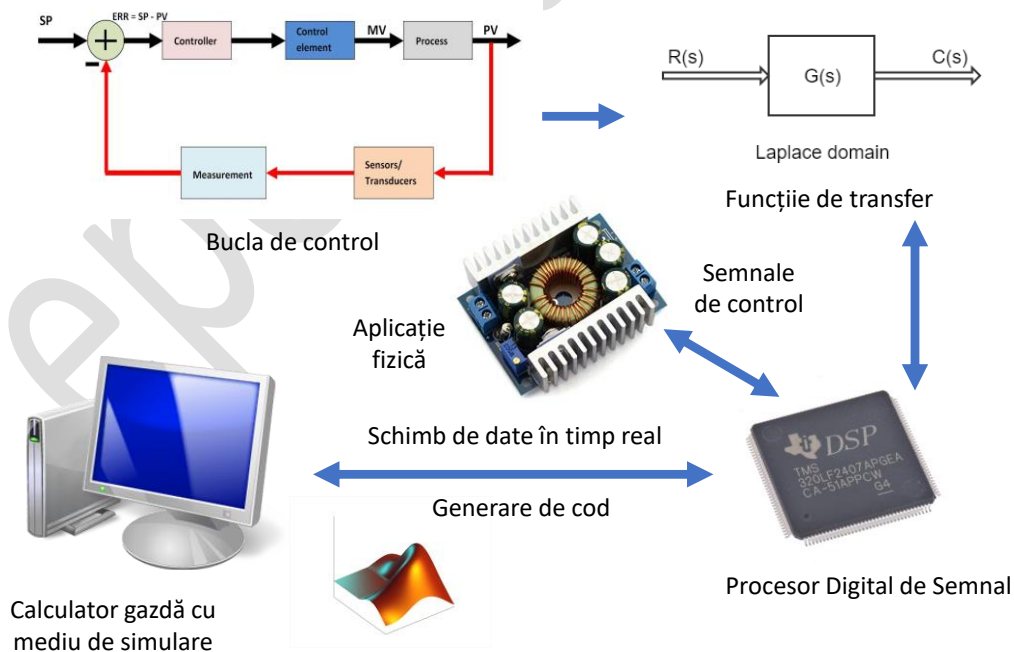 SP
ERR = SP - PV
Controller
Control
element
MV
Process
PV
Measurement
Sensors/
Transducers
Bucla de control
R(s)
G(s)
C(s)
Laplace domain
Funcțiie de transfer
Semnale
de control
Aplicație
fizică
Schimb de date în timp real
Generare de cod
DSP
TMS
320LF2407APGEA
CA-51APPCW
G4
Procesor Digital de Semnal
Calculator gazdă cu
mediu de simulare